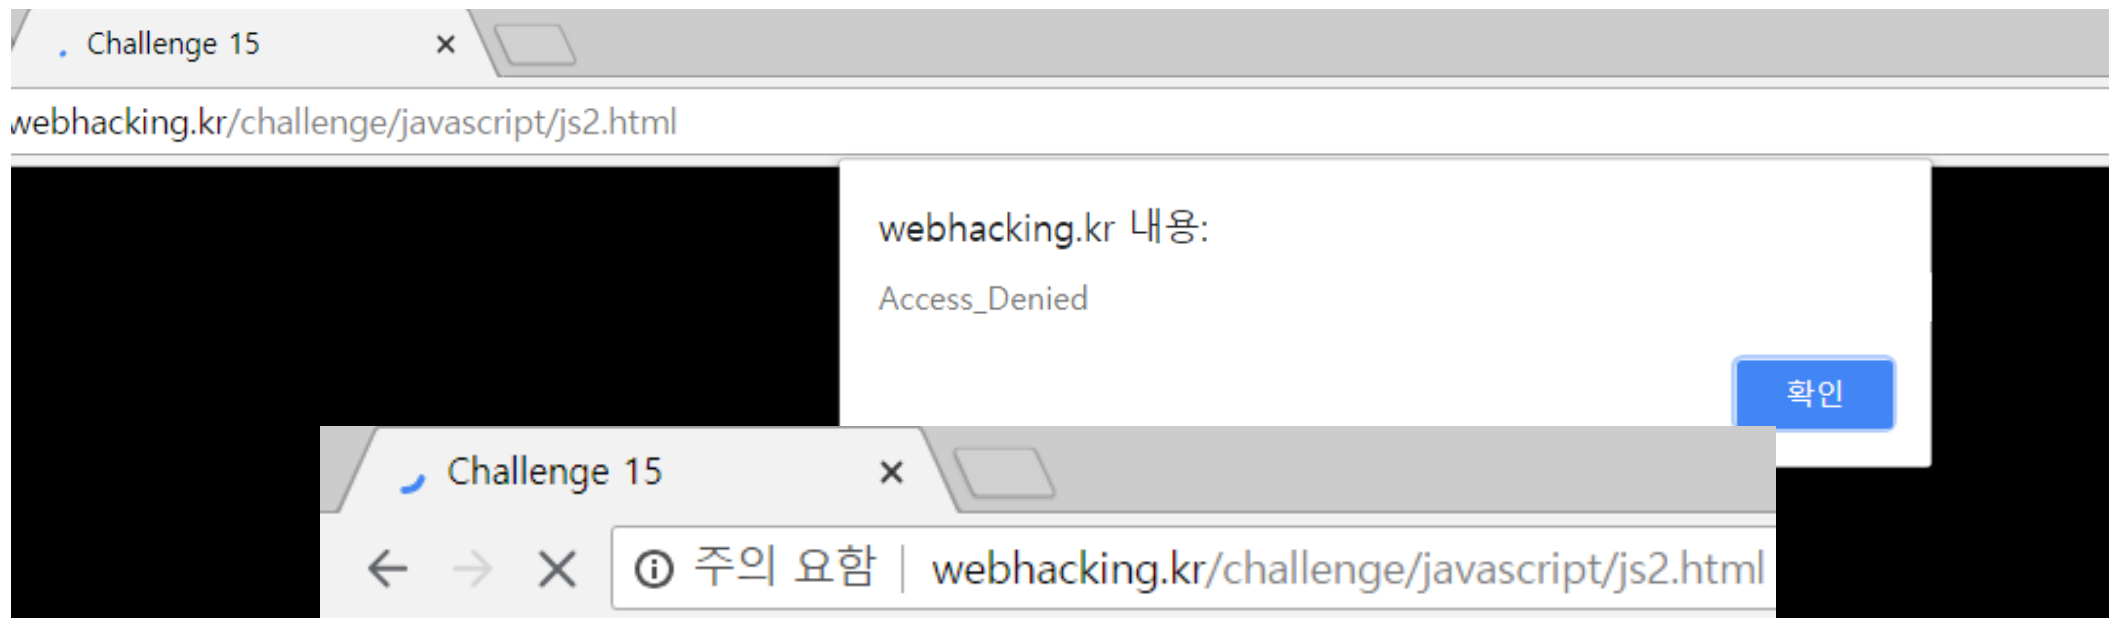 Challenge 15
webhacking.kr/challenge/javascript/js2.html
webhacking.kr 내용:
Access_Denied
확인
Challenge 15
주의 요함 | webhacking.kr/challenge/javascript/js2.html